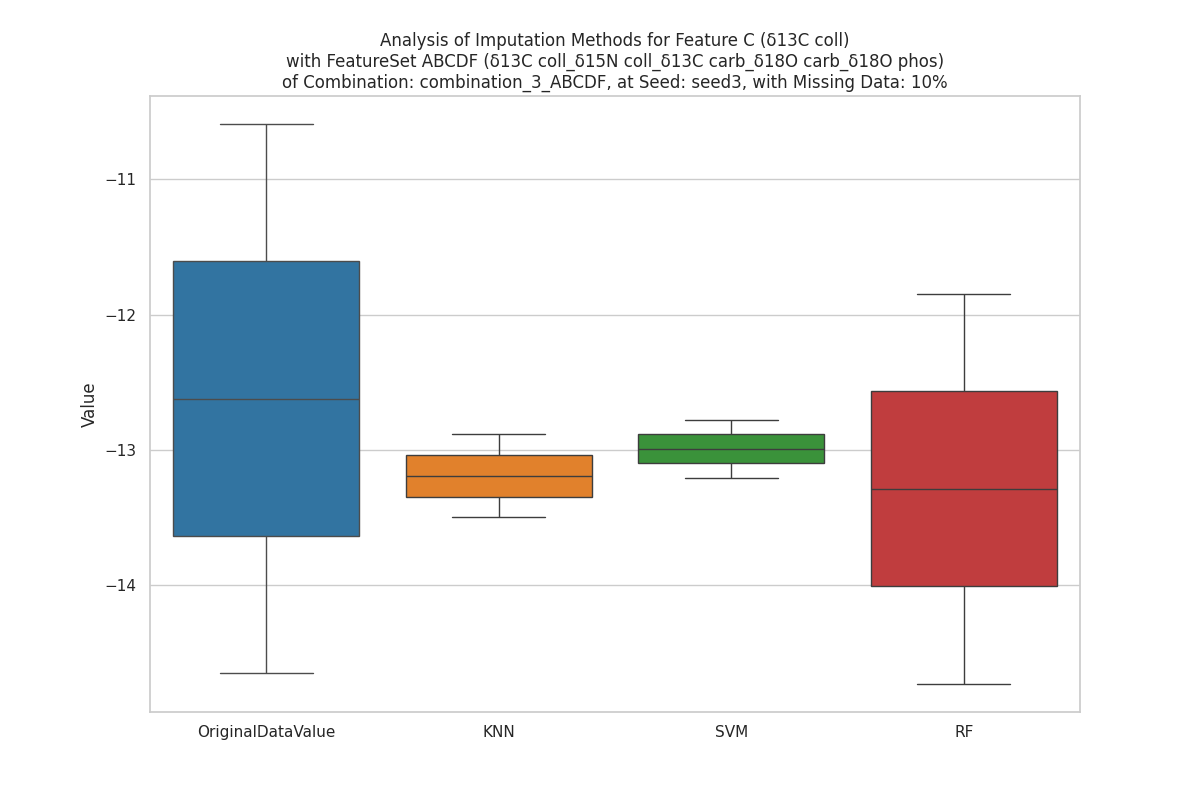 Analysis of Imputation Methods for Feature C (δ13C coll)
with FeatureSet ABCDF (δ13C coll_δ15N coll_δ13C carb_δ18O carb_δ18O phos)
of Combination: combination_3_ABCDF, at Seed: seed3, with Missing Data: 10%
−11
−12
−13
−14
Value
OriginalDataValue
KNN
SVM
RF